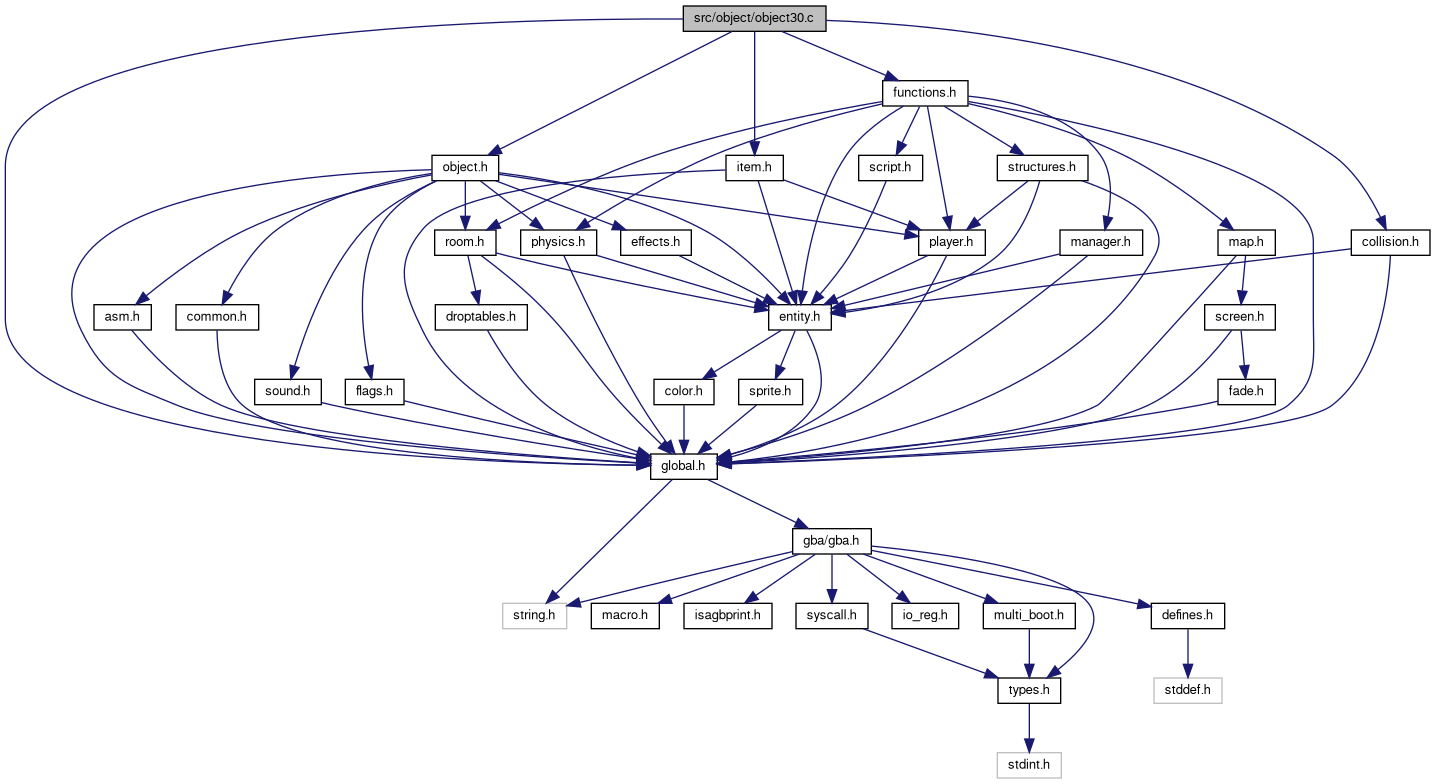 src/object/object30.c
functions.h
object.h
item.h
script.h
structures.h
room.h
physics.h
effects.h
player.h
manager.h
map.h
collision.h
asm.h
common.h
droptables.h
entity.h
screen.h
sound.h
flags.h
color.h
sprite.h
fade.h
global.h
gba/gba.h
string.h
macro.h
isagbprint.h
syscall.h
io_reg.h
multi_boot.h
defines.h
types.h
stddef.h
stdint.h